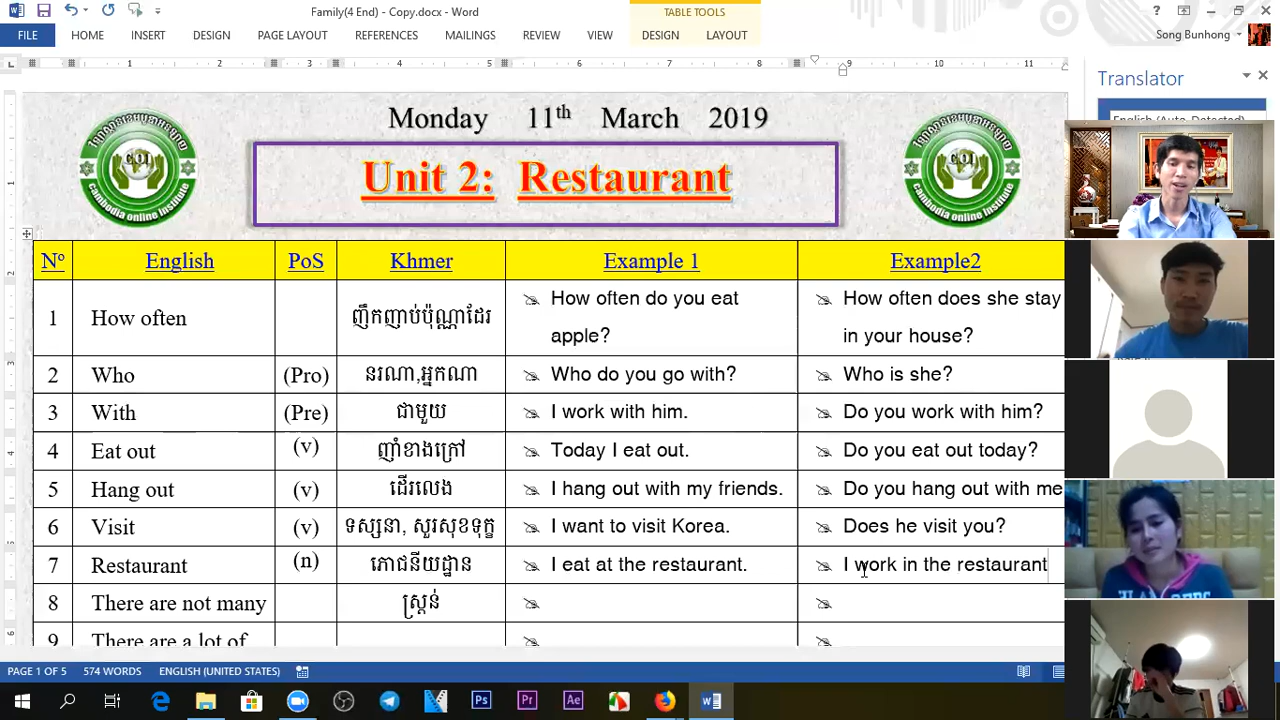 Family(4 End) - Copy.docx - Word
TABLE TOOLS
FILE HOME INSERT DESIGN PAGE LAYOUT REFERENCES MAILINGS REVIEW VIEW DESIGN LAYOUT
Song Bunhong
Translator
Monday 11th March 2019
Unit 2: Restaurant
COI
Cambodia online Institute
COI
Cambodia online Institute
Nº English PoS Khmer Example 1 Example2
1 How often ញឹកញាប់ប៉ុណ្ណាដែរ How often do you eat apple? How often does she stay in your house?
2 Who (Pro) នរណា,អ្នកណា Who do you go with? Who is she?
3 With (Pre) ជាមួយ I work with him. Do you work with him?
4 Eat out (v) ញ៉ាំខាងក្រៅ Today I eat out. Do you eat out today?
5 Hang out (v) ដើរលេង I hang out with my friends. Do you hang out with me
6 Visit (v) ទស្សនា, សួរសុខទុក្ខ I want to visit Korea. Does he visit you?
7 Restaurant (n) ភោជនីយដ្ឋាន I eat at the restaurant. I work in the restaurant
8 There are not many
9 There are a lot of
PAGE 1 OF 5 574 WORDS ENGLISH (UNITED STATES)